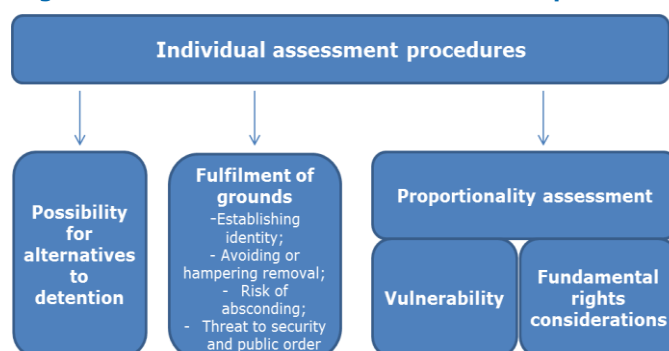 Individual assessment procedures
Possibility
for
alternatives
to
detention
Fulfilment of
grounds
-Establishing
identity;
- Avoiding or
hampering removal;
- Risk of
absconding;
- Threat to security
and public order
Proportionality assessment
Vulnerability
Fundamental
rights
considerations